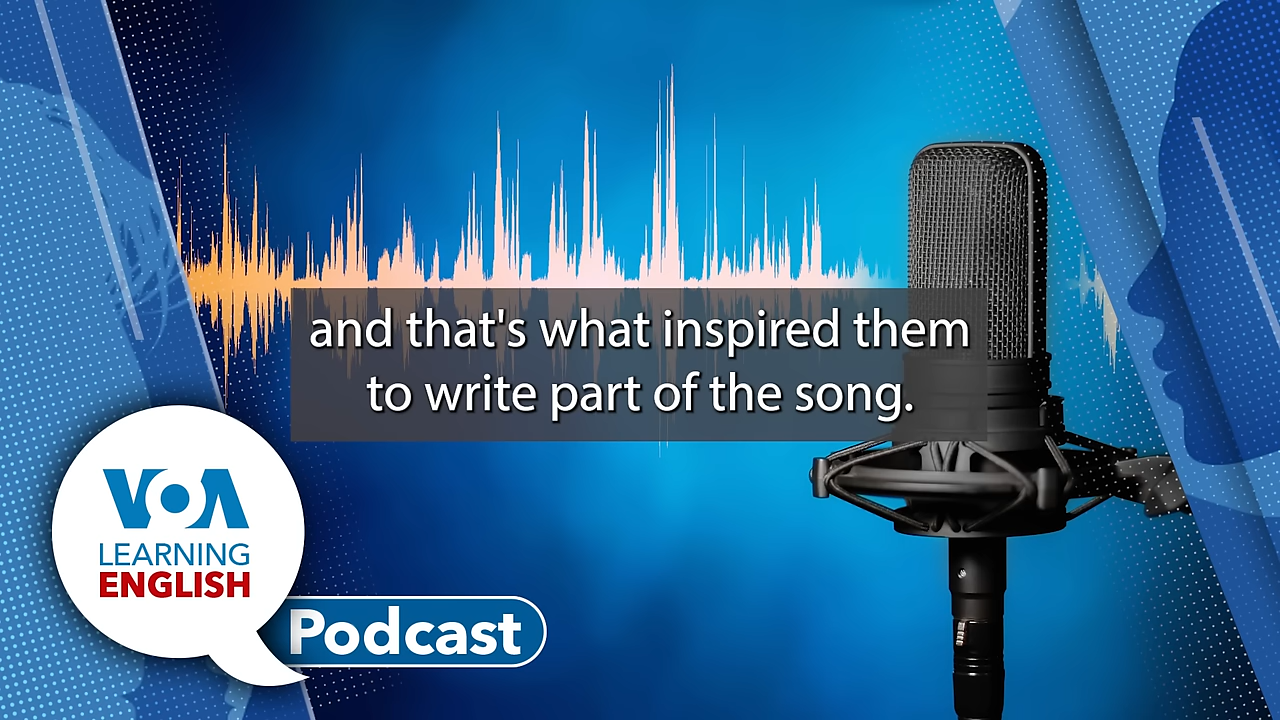 and that's what inspired them
to write part of the song.
VOA
LEARNING
ENGLISH
Podcast